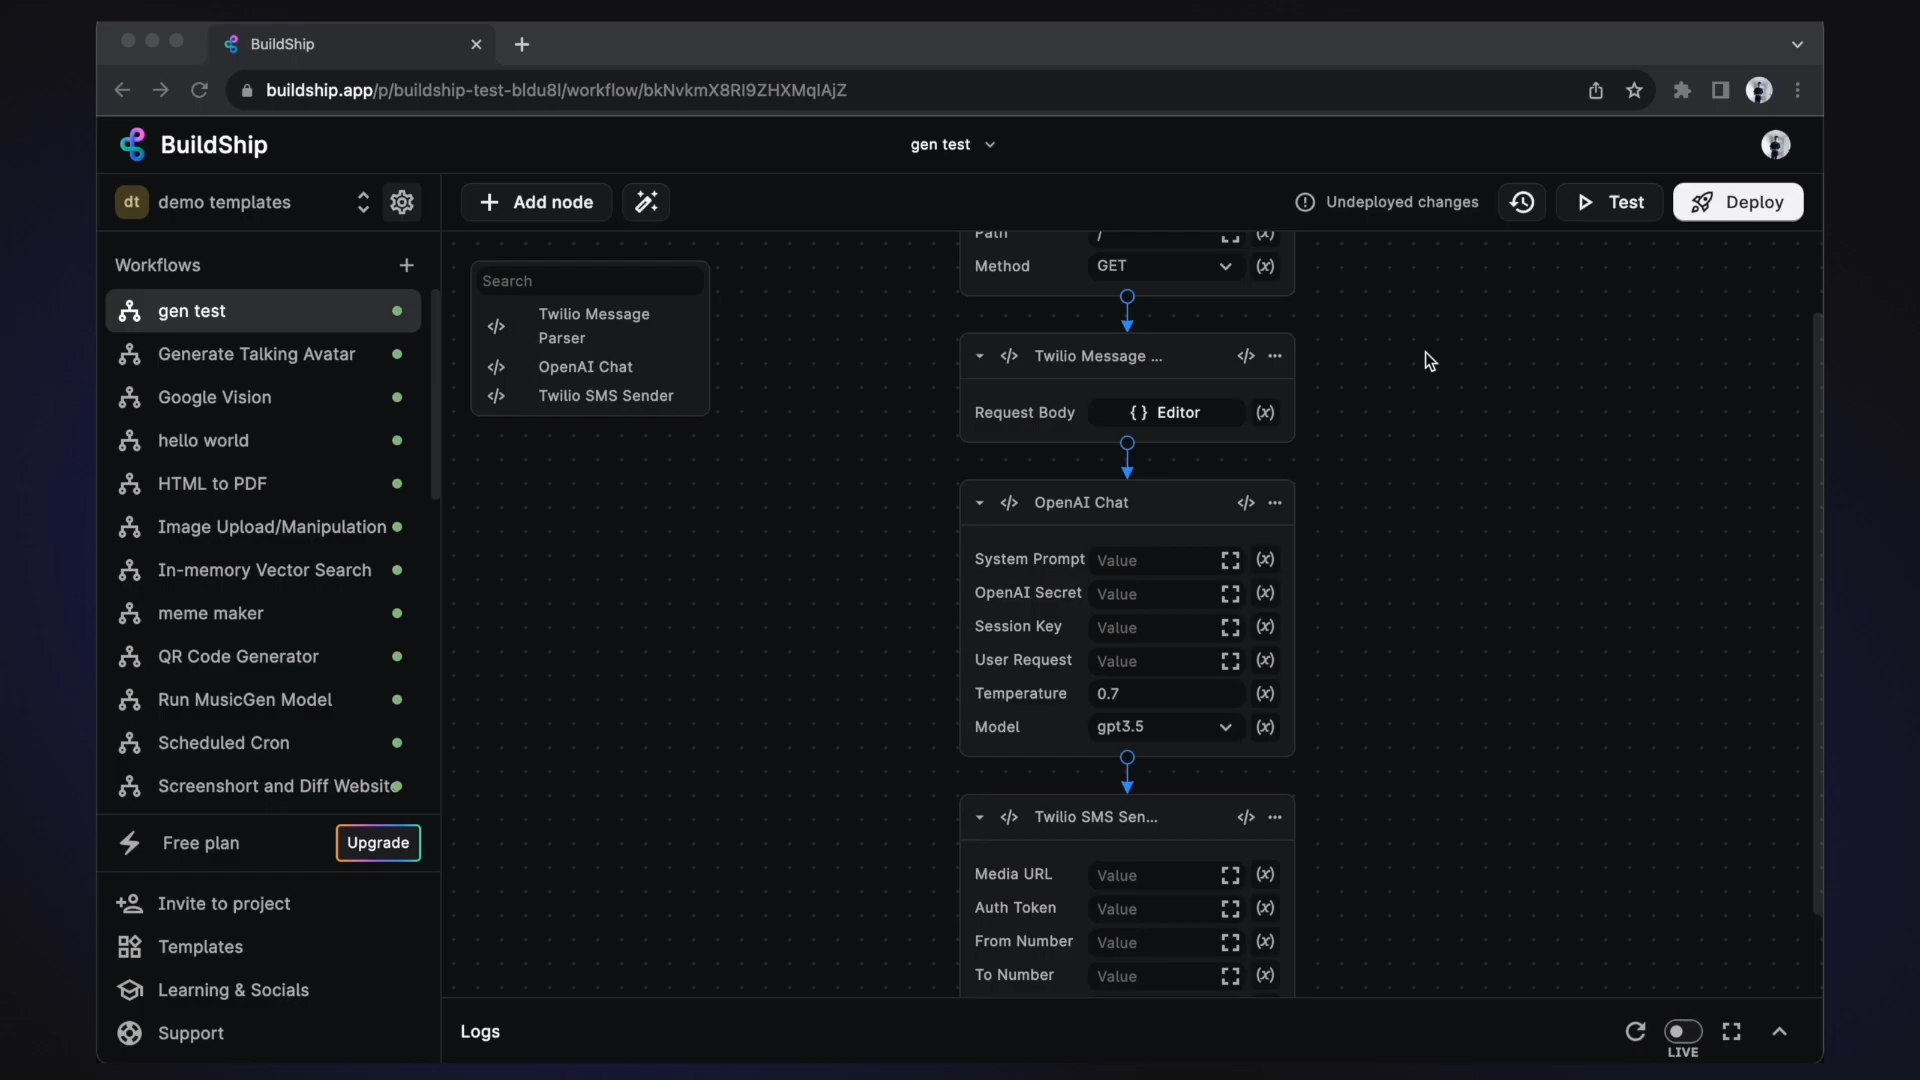 BuildShip
buildship.app/p/buildship-test-bldu8l/workflow/bkNvkmX8RI9ZHXMqIAjZ
BuildShip
gen test
dt demo templates
Add node
Undeployed changes
Test
Deploy
Workflows
gen test
Generate Talking Avatar
Google Vision
hello world
HTML to PDF
Image Upload/Manipulation
In-memory Vector Search
meme maker
QR Code Generator
Run MusicGen Model
Scheduled Cron
Screenshort and Diff Website
Free plan
Upgrade
Invite to project
Templates
Learning & Socials
Support
Search
</> Twilio Message
Parser
</> OpenAI Chat
</> Twilio SMS Sender
Path / (x)
Method GET (x)
</> Twilio Message ... </> ...
Request Body { } Editor (x)
</> OpenAI Chat </> ...
System Prompt Value (x)
OpenAI Secret Value (x)
Session Key Value (x)
User Request Value (x)
Temperature 0.7 (x)
Model gpt3.5 (x)
</> Twilio SMS Sen... </> ...
Media URL Value (x)
Auth Token Value (x)
From Number Value (x)
To Number Value (x)
Logs
LIVE